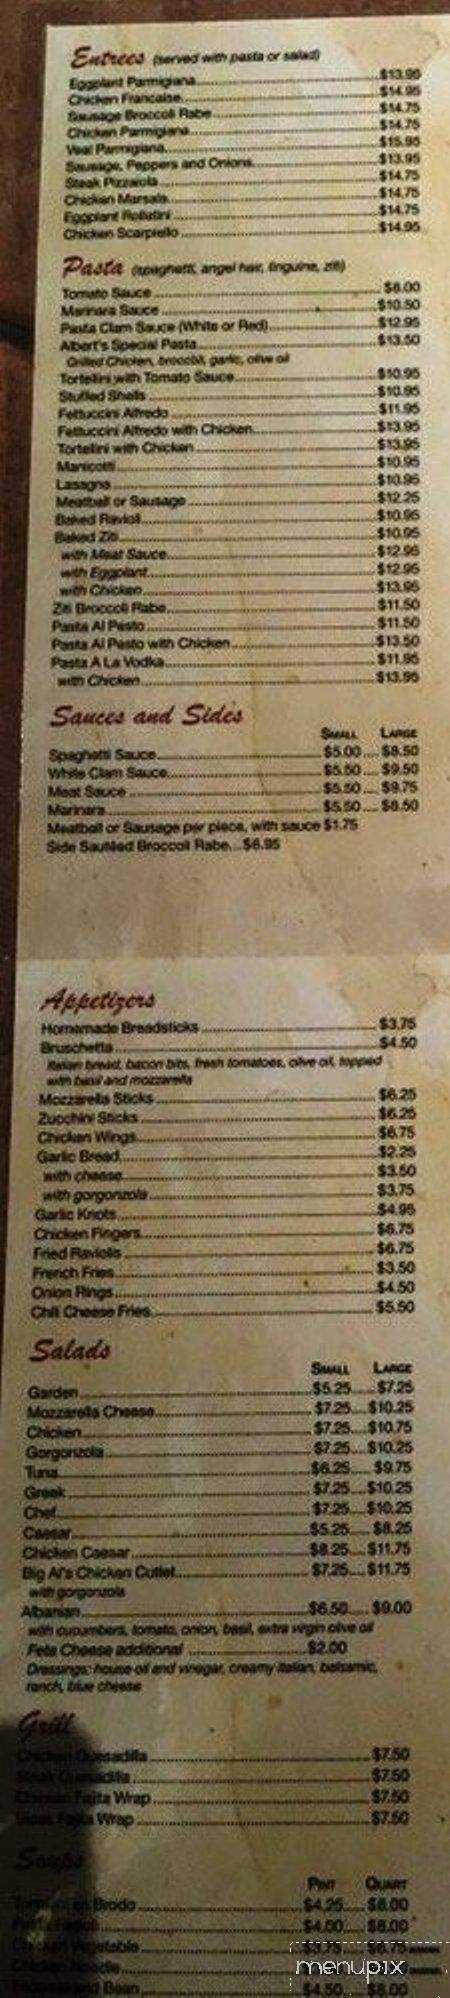 Entrees (served with pasta or salad)
Eggplant Parmigiana $13.95
Chicken Francaise $14.95
Sausage Broccoli Rabe $14.75
Chicken Parmigiana $14.75
Veal Parmigiana $15.95
Sausage, Peppers and Onions $13.95
Steak Pizzaiola $14.75
Chicken Marsala $14.75
Eggplant Rollatini $14.75
Chicken Scarpiello $14.95
Pasta (spaghetti, angel hair, linguine, ziti)
Tomato Sauce $8.00
Marinara Sauce $10.50
Pasta Clam Sauce (White or Red) $12.95
Albert's Special Pasta $13.50
Grilled Chicken, broccoli, garlic, olive oil
Tortellini with Tomato Sauce $10.95
Stuffed Shells $10.95
Fettuccini Alfredo $11.95
Fettuccini Alfredo with Chicken $13.95
Tortellini with Chicken $13.95
Manicotti $10.95
Lasagna $10.95
Meatball or Sausage $12.25
Baked Ravioli $10.95
Baked Ziti $10.95
with Meat Sauce $12.95
with Eggplant $12.95
with Chicken $13.95
Ziti Broccoli Rabe $11.50
Pasta Al Pesto $11.50
Pasta Al Pesto with Chicken $13.50
Pasta A La Vodka $11.95
with Chicken $13.95
Sauces and Sides
SMALL LARGE
Spaghetti Sauce $5.00 .... $8.50
White Clam Sauce $5.50 .... $9.50
Meat Sauce $5.50 .... $9.75
Marinara $5.50 .... $8.50
Meatball or Sausage per piece, with sauce $1.75
Side Sautéed Broccoli Rabe...$6.95
Appetizers
Homemade Breadsticks $3.75
Bruschetta $4.50
Italian bread, bacon bits, fresh tomatoes, olive oil, topped
with basil and mozzarella
Mozzarella Sticks $6.25
Zucchini Sticks $6.25
Chicken Wings $6.75
Garlic Bread $2.25
with cheese $3.50
with gorgonzola $3.75
Garlic Knots $4.95
Chicken Fingers $6.75
Fried Raviolis $6.75
French Fries $3.50
Onion Rings $4.50
Chili Cheese Fries $5.50
Salads
SMALL LARGE
Garden $5.25 .... $7.25
Mozzarella Cheese $7.25 .... $10.25
Chicken $7.25 .... $10.75
Gorgonzola $7.25 .... $10.25
Tuna $6.25 .... $9.75
Greek $7.25 .... $10.25
Chef $7.25 .... $10.25
Caesar $5.25 .... $8.25
Chicken Caesar $8.25 .... $11.75
Big Al's Chicken Cutlet $7.25 .... $11.75
with gorgonzola
Albanian $6.50 .... $9.00
with cucumbers, tomato, onion, basil, extra virgin olive oil
Feta Cheese additional $2.00
Dressings: house oil and vinegar, creamy italian, balsamic,
ranch, blue cheese
Grill
Chicken Quesadilla $7.50
Steak Quesadilla $7.50
Chicken Fajita Wrap $7.50
Steak Fajita Wrap $7.50
Soups
PINT QUART
Brodo $4.25 .... $8.00
$4.00 .... $8.00
Vegetable $3.75 .... $6.75
menupix
Bean $4.50 .... $8.00